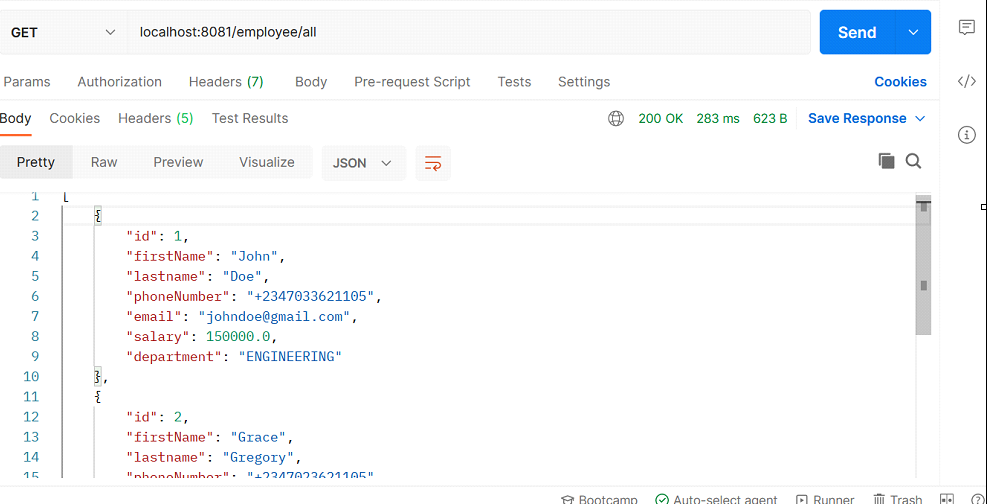 GET localhost:8081/employee/all Send
Params Authorization Headers (7) Body Pre-request Script Tests Settings Cookies
Body Cookies Headers (5) Test Results 200 OK 283 ms 623 B Save Response
Pretty Raw Preview Visualize JSON
1 [
2 {
3 "id": 1,
4 "firstName": "John",
5 "lastname": "Doe",
6 "phoneNumber": "+2347033621105",
7 "email": "johndoe@gmail.com",
8 "salary": 150000.0,
9 "department": "ENGINEERING"
10 },
11 {
12 "id": 2,
13 "firstName": "Grace",
14 "lastname": "Gregory",
15 "phoneNumber": "+2347023621105"
Bootcamp Auto-select agent Runner Trash